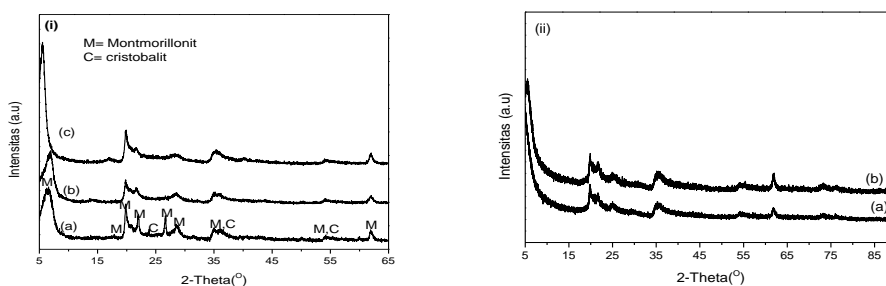 (i)
M= Montmorillonit
C= cristobalit
Intensitas (a.u)
(c)
M
(b)
(a)
M
M
M
C
M
M
M,C
M,C
M
5 15 25 35 45 55 65
2-Theta(O)
(ii)
Intensitas (a.u)
(b)
(a)
5 15 25 35 45 55 65 75 85
2-Theta(O)